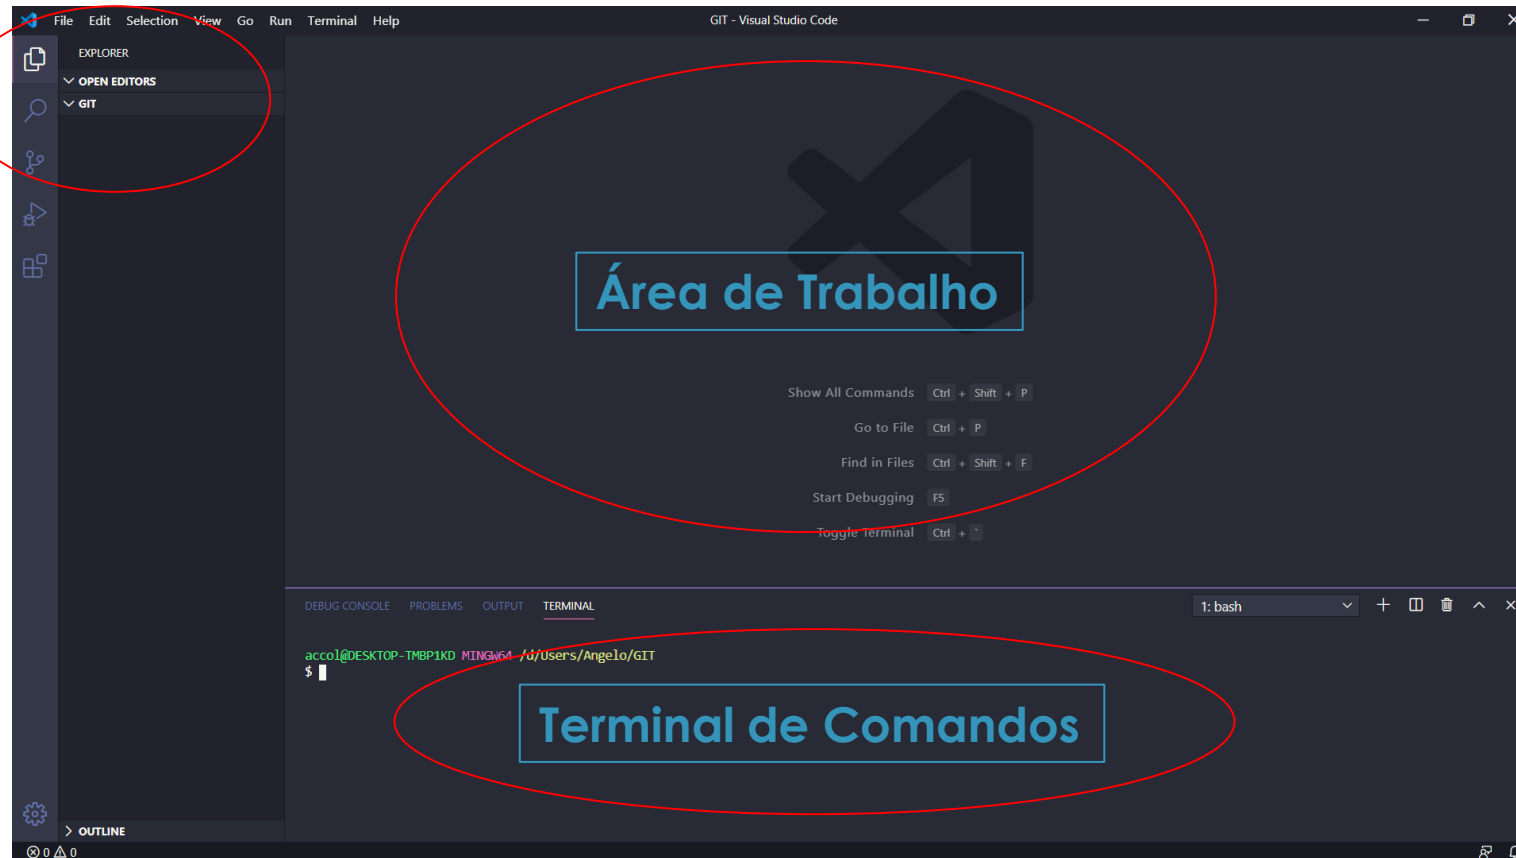 File Edit Selection View Go Run Terminal Help
GIT - Visual Studio Code
EXPLORER
OPEN EDITORS
GIT
Área de Trabalho
Show All Commands Ctrl + Shift + P
Go to File Ctrl + P
Find in Files Ctrl + Shift + F
Start Debugging F5
Toggle Terminal Ctrl + `
DEBUG CONSOLE PROBLEMS OUTPUT TERMINAL
1: bash
accol@DESKTOP-TMBP1KD MINGW64 /d/Users/Angelo/GIT
$
Terminal de Comandos
OUTLINE
0 0